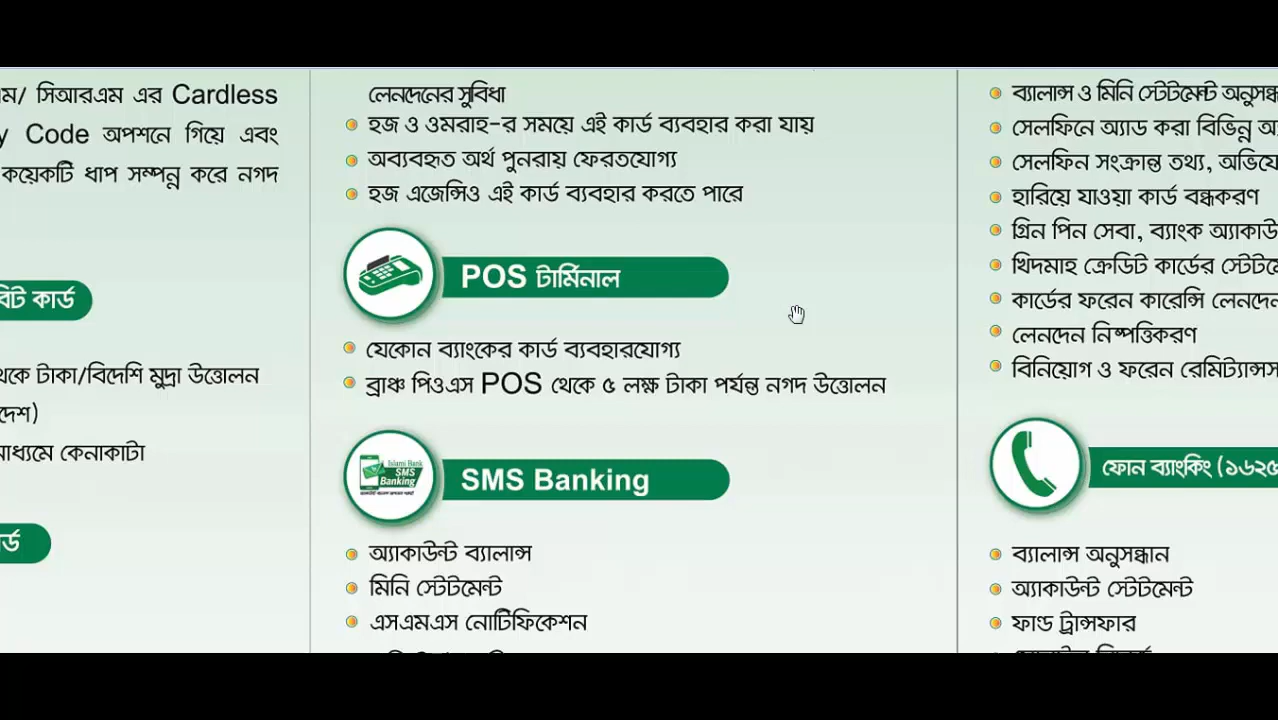 এম/ সিআরএম এর Cardless
y Code অপশনে গিয়ে এবং
কয়েকটি ধাপ সম্পন্ন করে নগদ
বিট কার্ড
থেকে টাকা/বিদেশি মুদ্রা উত্তোলন
দেশ)
মাধ্যমে কেনাকাটা
র্ড
লেনদেনের সুবিধা
হজ ও ওমরাহ-র সময়ে এই কার্ড ব্যবহার করা যায়
অব্যবহৃত অর্থ পুনরায় ফেরতযোগ্য
হজ এজেন্সিও এই কার্ড ব্যবহার করতে পারে
POS টার্মিনাল
যেকোন ব্যাংকের কার্ড ব্যবহারযোগ্য
ব্রাঞ্চ পিওএস POS থেকে ৫ লক্ষ টাকা পর্যন্ত নগদ উত্তোলন
Islami Bank
SMS
Banking
SMS Banking
অ্যাকাউন্ট ব্যালান্স
মিনি স্টেটমেন্ট
এসএমএস নোটিফিকেশন
ব্যালান্স ও মিনি স্টেটমেন্ট অনুসন্ধ
সেলফিনে অ্যাড করা বিভিন্ন অ
সেলফিন সংক্রান্ত তথ্য, অভিযে
হারিয়ে যাওয়া কার্ড বন্ধকরণ
গ্রিন পিন সেবা, ব্যাংক অ্যাকাউ
খিদমাহ ক্রেডিট কার্ডের স্টেটমে
কার্ডের ফরেন কারেন্সি লেনদেন
লেনদেন নিষ্পত্তিকরণ
বিনিয়োগ ও ফরেন রেমিট্যান্স
ফোন ব্যাংকিং (১৬২৫
ব্যালান্স অনুসন্ধান
অ্যাকাউন্ট স্টেটমেন্ট
ফান্ড ট্রান্সফার